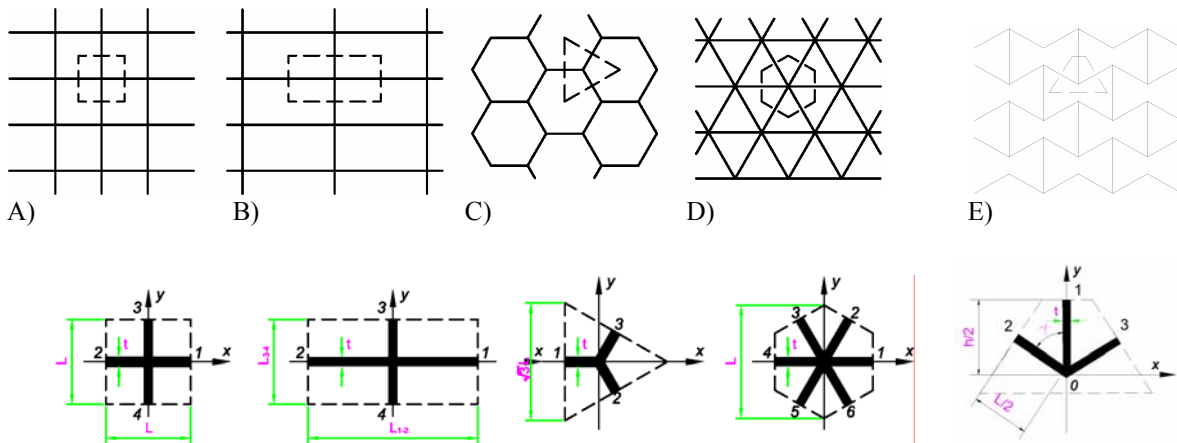 A) B) C) D) E)
y y y y y
3 3 3 3 1
L t L₃₋₄ t t L t h/2 t
2 1 x 2 1 x 1 2 x 4 1 x 2 3 x
4 4 5 6 0
L L₁₋₂ L/2